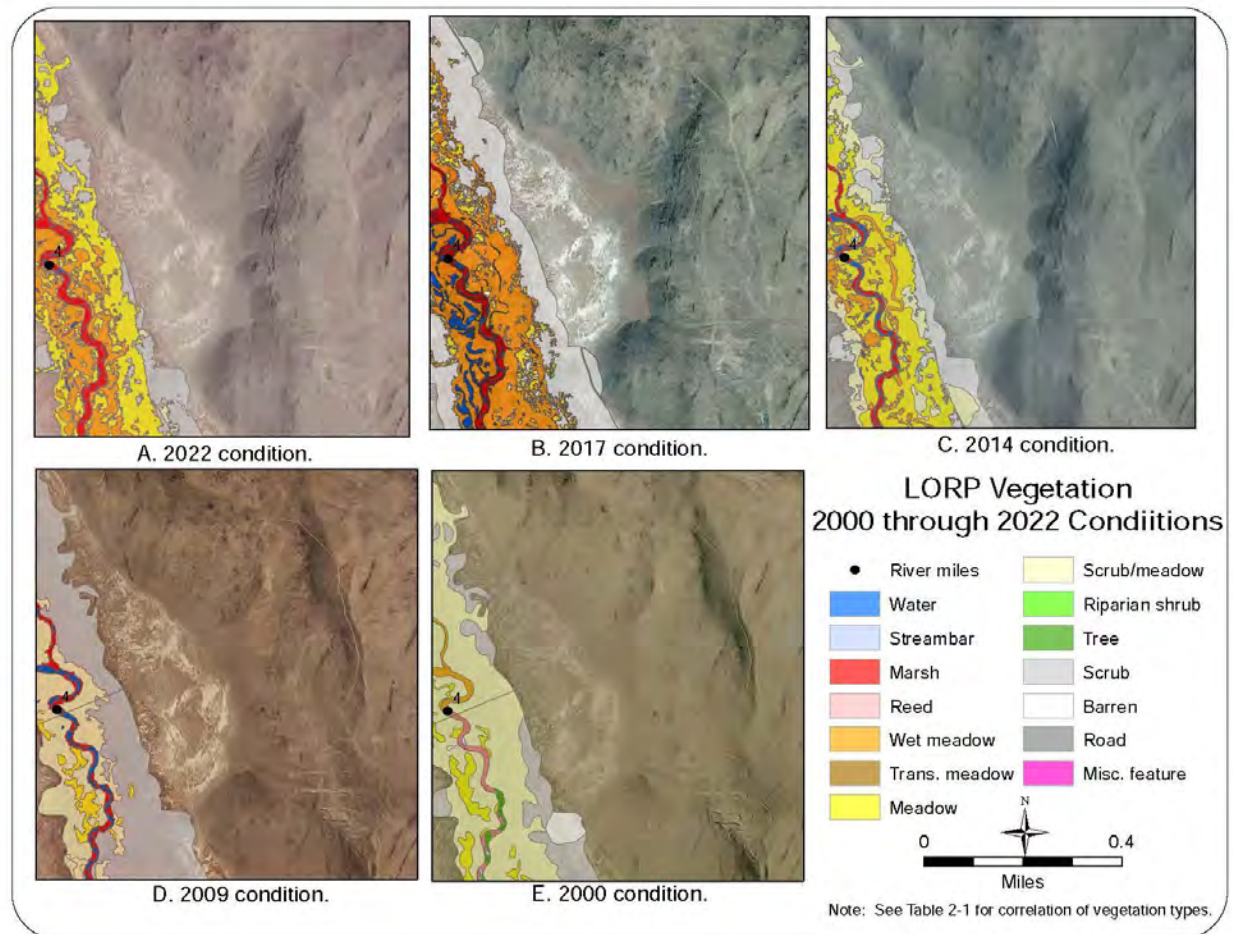 4
A. 2022 condition.
4
B. 2017 condition.
4
C. 2014 condition.
4
D. 2009 condition.
4
E. 2000 condition.
LORP Vegetation
2000 through 2022 Condiitions
River miles
Water
Streambar
Marsh
Reed
Wet meadow
Trans. meadow
Meadow
Scrub/meadow
Riparian shrub
Tree
Scrub
Barren
Road
Misc. feature
N
0 0.4
Miles
Note: See Table 2-1 for correlation of vegetation types.